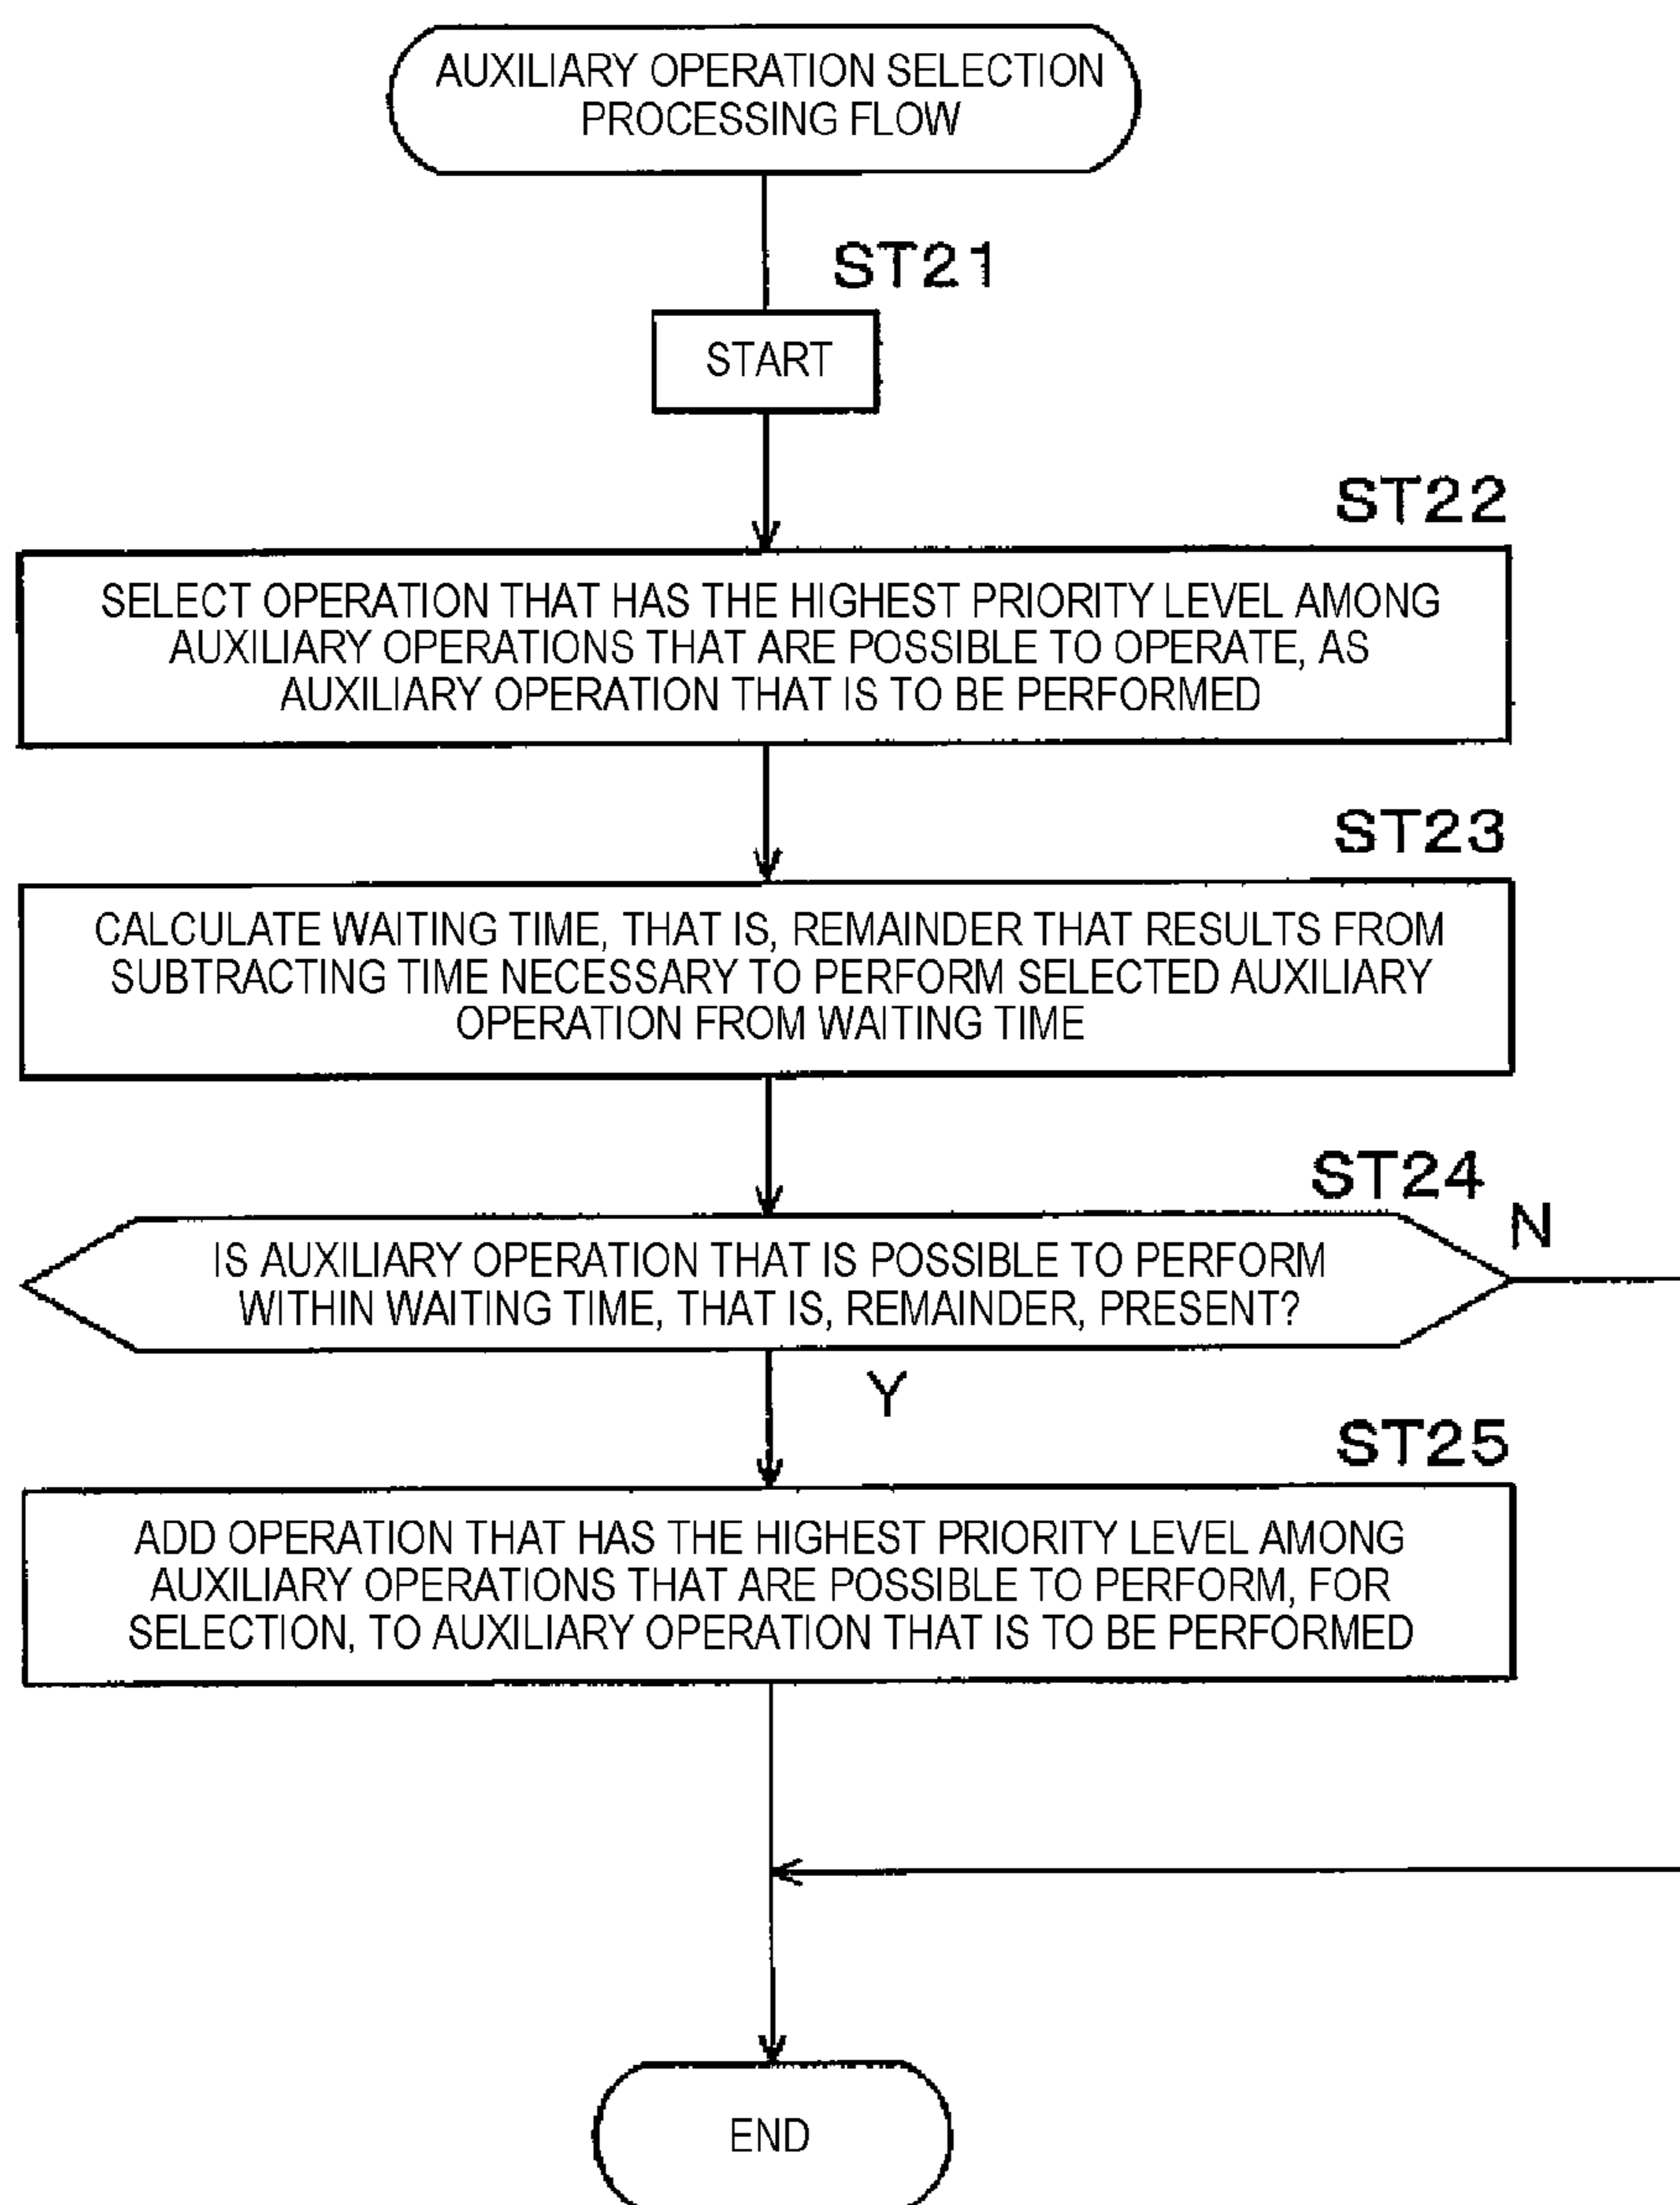 AUXILIARY OPERATION SELECTION
PROCESSING FLOW
ST21
START
ST22
SELECT OPERATION THAT HAS THE HIGHEST PRIORITY LEVEL AMONG
AUXILIARY OPERATIONS THAT ARE POSSIBLE TO OPERATE, AS
AUXILIARY OPERATION THAT IS TO BE PERFORMED
ST23
CALCULATE WAITING TIME, THAT IS, REMAINDER THAT RESULTS FROM
SUBTRACTING TIME NECESSARY TO PERFORM SELECTED AUXILIARY
OPERATION FROM WAITING TIME
ST24
N
IS AUXILIARY OPERATION THAT IS POSSIBLE TO PERFORM
WITHIN WAITING TIME, THAT IS, REMAINDER, PRESENT?
Y
ST25
ADD OPERATION THAT HAS THE HIGHEST PRIORITY LEVEL AMONG
AUXILIARY OPERATIONS THAT ARE POSSIBLE TO PERFORM, FOR
SELECTION, TO AUXILIARY OPERATION THAT IS TO BE PERFORMED
END